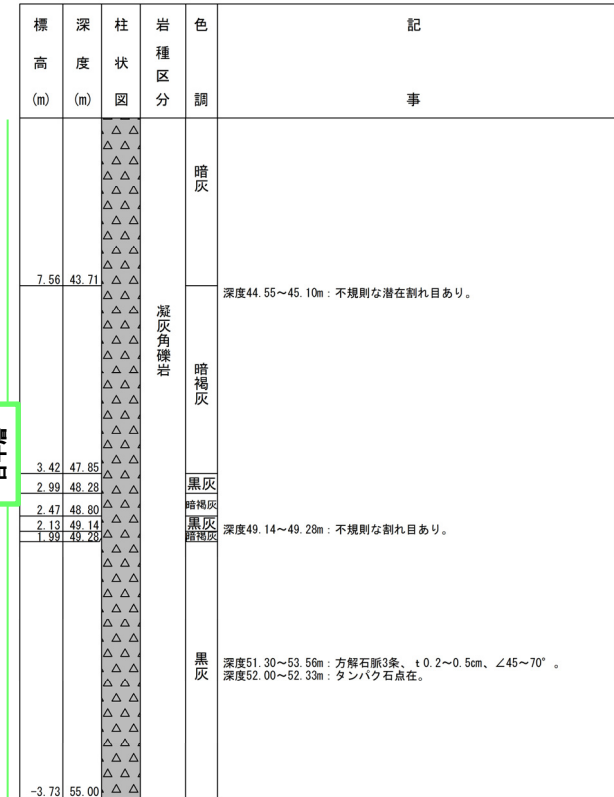 標高(m)
深度(m)
柱状図
岩種区分
色調
記事
暗灰
7.56 43.71
深度44.55～45.10m：不規則な潜在割れ目あり。
凝灰角礫岩
暗褐灰
3.42 47.85
黒灰
2.99 48.28
暗褐灰
2.47 48.80
黒灰
2.13 49.14
深度49.14～49.28m：不規則な割れ目あり。
暗褐灰
1.99 49.28
黒灰
深度51.30～53.56m：方解石脈3条、ｔ0.2～0.5cm、∠45～70°。
深度52.00～52.33m：タンパク石点在。
-3.73 55.00